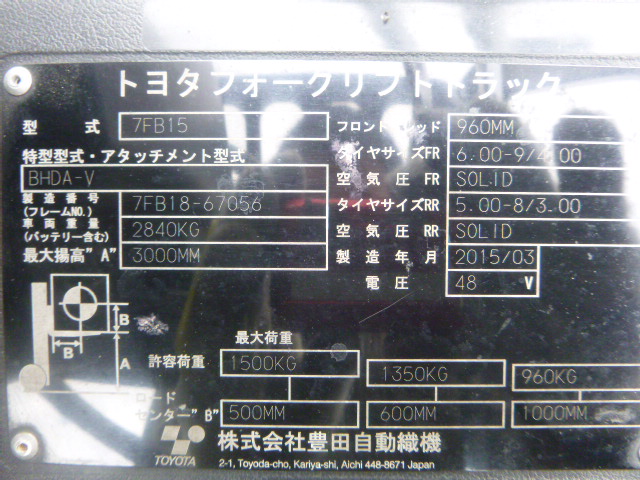 トヨタフォークリフトトラック
型式 7FB15 フロントトレッド 960MM
特型型式・アタッチメント型式 タイヤサイズFR 6.00-9/4.00
BHDA-V 空気圧 FR SOLID
製造番号(フレームNO.) 7FB18-67056 タイヤサイズRR 5.00-8/3.00
車両重量(バッテリー含む) 2840KG 空気圧 RR SOLID
最大揚高"A" 3000MM 製造年月 2015/03
電圧 48 V
B
B
A
最大荷重
許容荷重 1500KG 1350KG 960KG
ロードセンター"B" 500MM 600MM 1000MM
TOYOTA 株式会社豊田自動織機
2-1, Toyoda-cho, Kariya-shi, Aichi 448-8671 Japan